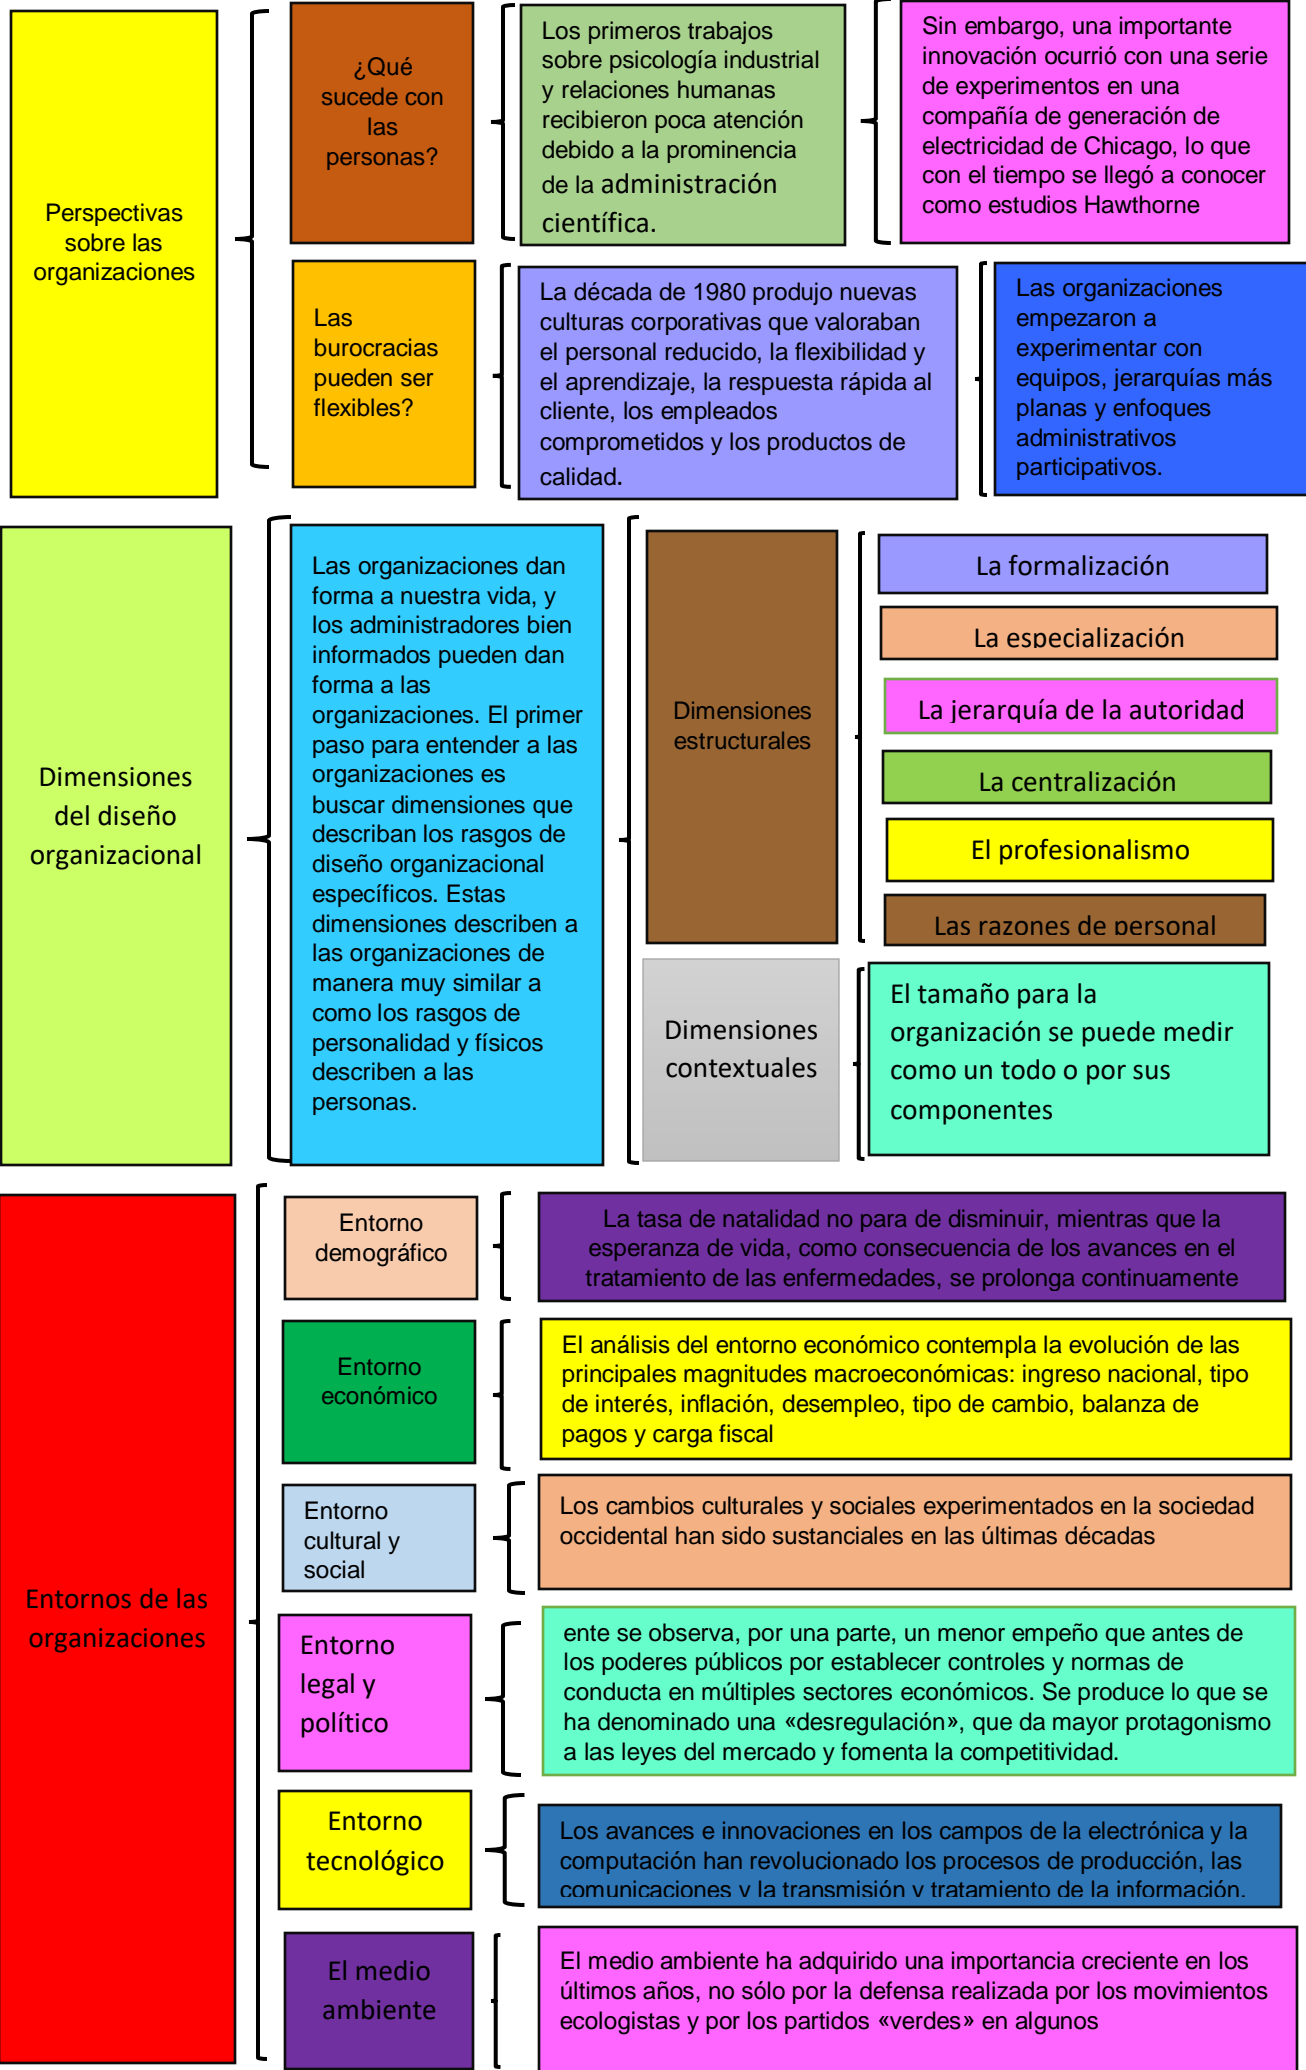 Perspectivas
sobre las
organizaciones
¿Qué
sucede con
las
personas?
Los primeros trabajos
sobre psicología industrial
y relaciones humanas
recibieron poca atención
debido a la prominencia
de la administración
científica.
Sin embargo, una importante
innovación ocurrió con una serie
de experimentos en una
compañía de generación de
electricidad de Chicago, lo que
con el tiempo se llegó a conocer
como estudios Hawthorne
Las
burocracias
pueden ser
flexibles?
La década de 1980 produjo nuevas
culturas corporativas que valoraban
el personal reducido, la flexibilidad y
el aprendizaje, la respuesta rápida al
cliente, los empleados
comprometidos y los productos de
calidad.
Las organizaciones
empezaron a
experimentar con
equipos, jerarquías más
planas y enfoques
administrativos
participativos.
Dimensiones
del diseño
organizacional
Las organizaciones dan
forma a nuestra vida, y
los administradores bien
informados pueden dan
forma a las
organizaciones. El primer
paso para entender a las
organizaciones es
buscar dimensiones que
describan los rasgos de
diseño organizacional
específicos. Estas
dimensiones describen a
las organizaciones de
manera muy similar a
como los rasgos de
personalidad y físicos
describen a las
personas.
Dimensiones
estructurales
La formalización
La especialización
La jerarquía de la autoridad
La centralización
El profesionalismo
Las razones de personal
Dimensiones
contextuales
El tamaño para la
organización se puede medir
como un todo o por sus
componentes
Entornos de las
organizaciones
Entorno
demográfico
La tasa de natalidad no para de disminuir, mientras que la
esperanza de vida, como consecuencia de los avances en el
tratamiento de las enfermedades, se prolonga continuamente
Entorno
económico
El análisis del entorno económico contempla la evolución de las
principales magnitudes macroeconómicas: ingreso nacional, tipo
de interés, inflación, desempleo, tipo de cambio, balanza de
pagos y carga fiscal
Entorno
cultural y
social
Los cambios culturales y sociales experimentados en la sociedad
occidental han sido sustanciales en las últimas décadas
Entorno
legal y
político
ente se observa, por una parte, un menor empeño que antes de
los poderes públicos por establecer controles y normas de
conducta en múltiples sectores económicos. Se produce lo que se
ha denominado una «desregulación», que da mayor protagonismo
a las leyes del mercado y fomenta la competitividad.
Entorno
tecnológico
Los avances e innovaciones en los campos de la electrónica y la
computación han revolucionado los procesos de producción, las
comunicaciones y la transmisión y tratamiento de la información.
El medio
ambiente
El medio ambiente ha adquirido una importancia creciente en los
últimos años, no sólo por la defensa realizada por los movimientos
ecologistas y por los partidos «verdes» en algunos